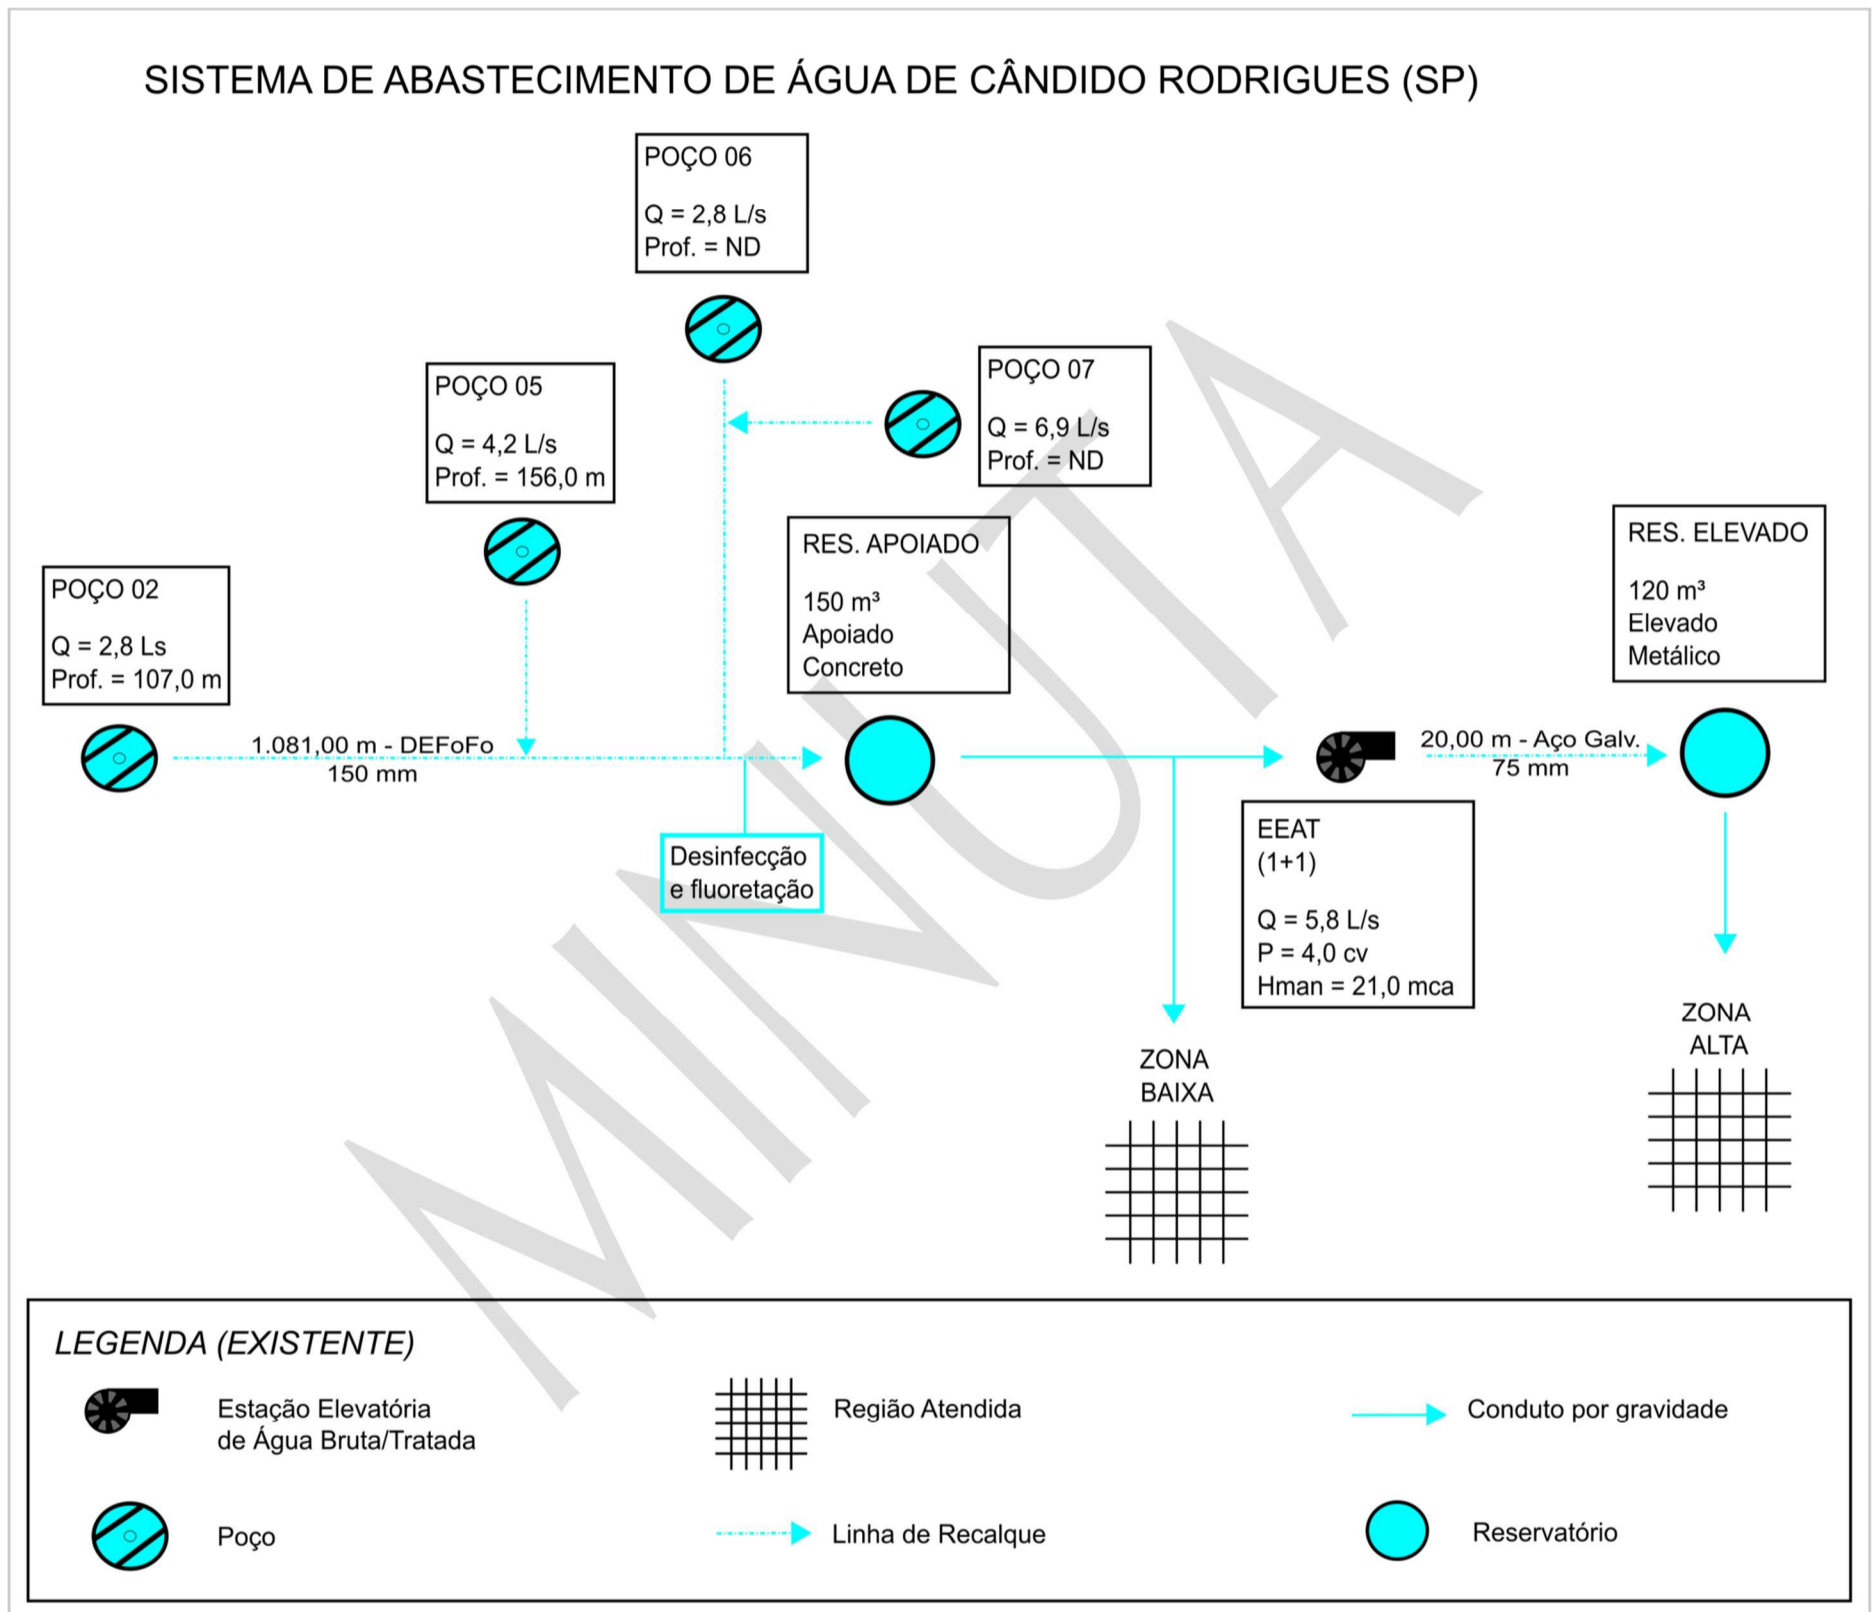 SISTEMA DE ABASTECIMENTO DE ÁGUA DE CÂNDIDO RODRIGUES (SP)
POÇO 06
Q = 2,8 L/s
Prof. = ND
POÇO 07
Q = 6,9 L/s
Prof. = ND
POÇO 05
Q = 4,2 L/s
Prof. = 156,0 m
RES. APOIADO
150 m³
Apoiado
Concreto
RES. ELEVADO
120 m³
Elevado
Metálico
POÇO 02
Q = 2,8 Ls
Prof. = 107,0 m
1.081,00 m - DEFoFo
150 mm
20,00 m - Aço Galv.
75 mm
Desinfecção
e fluoretação
EEAT
(1+1)
Q = 5,8 L/s
P = 4,0 cv
Hman = 21,0 mca
ZONA
BAIXA
ZONA
ALTA
MINUTA
LEGENDA (EXISTENTE)
Estação Elevatória
de Água Bruta/Tratada
Região Atendida
Conduto por gravidade
Poço
Linha de Recalque
Reservatório